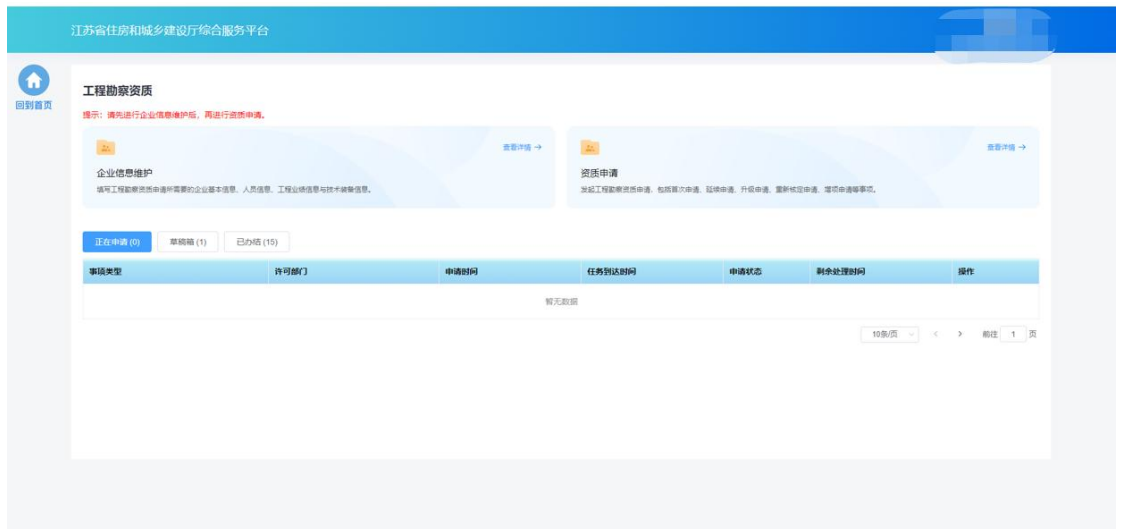 江苏省住房和城乡建设厅综合服务平台
回到首页
工程勘察资质
提示：请先进行企业信息维护后，再进行资质申请。
查看详情 →
企业信息维护
填写工程勘察资质申请所需要的企业基本信息、人员信息、工程业绩信息与技术装备信息。
查看详情 →
资质申请
发起工程勘察资质申请，包括首次申请、延续申请、升级申请、重新核定申请、增项申请等事项。
正在申请 (0) 草稿箱 (1) 已办结 (15)
事项类型 许可部门 申请时间 任务到达时间 申请状态 剩余处理时间 操作
暂无数据
10条/页 前往 1 页